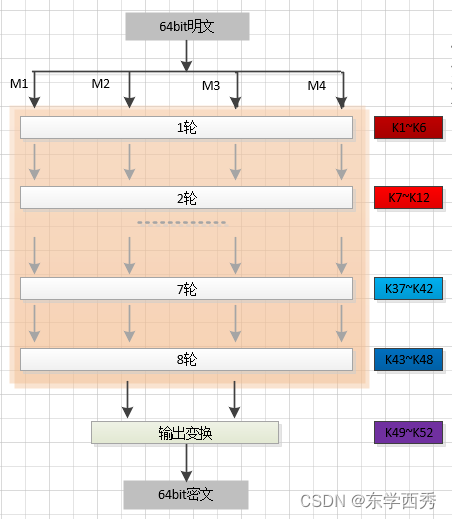 64bit明文
M1 M2 M3 M4
1轮 K1~K6
2轮 K7~K12
7轮 K37~K42
8轮 K43~K48
输出变换 K49~K52
64bit密文
CSDN @东学西秀